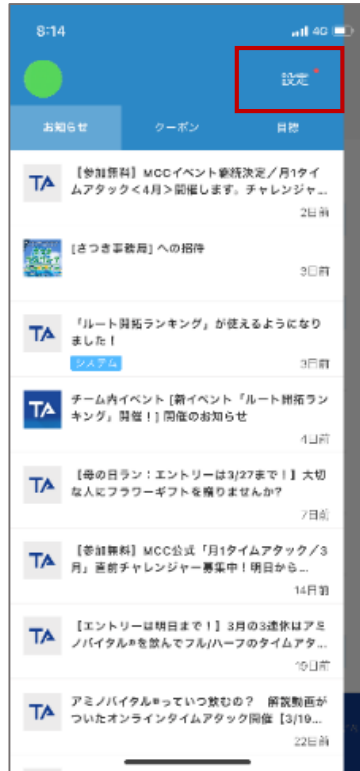 8:14
4G
設定
お知らせ
クーポン
目標
TA
【参加無料】MCCイベント継続決定／月1タイ
ムアタック＜4月＞開催します。チャレンジャ...
2日前
[さつき事務局] への招待
3日前
TA
「ルート開拓ランキング」が使えるようになり
ました！
システム
3日前
TA
チーム内イベント [新イベント「ルート開拓ラン
キング」開催！] 開催のお知らせ
4日前
TA
【母の日ラン：エントリーは3/27まで！】大切
な人にフラワーギフトを贈りませんか？
7日前
TA
【参加無料】MCC公式「月1タイムアタック／3
月」直前チャレンジャー募集中！明日から...
14日前
TA
【エントリーは明日まで！】3月の3連休はアミ
ノバイタル®を飲んでフル/ハーフのタイムアタ...
19日前
TA
アミノバイタル®っていつ飲むの？ 解説動画が
ついたオンラインタイムアタック開催【3/19...
22日前